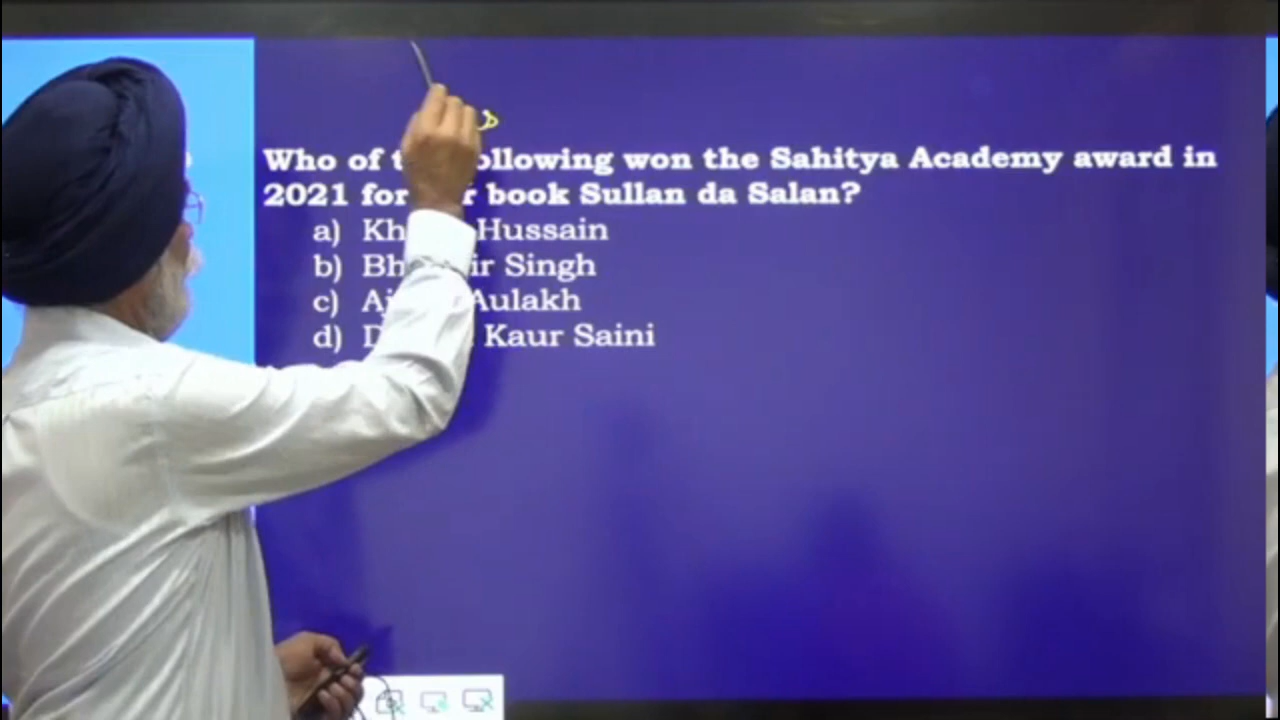 Who of ollowing won the Sahitya Academy award in
2021 for book Sullan da Salan?
a) Hussain
b) Singh
c) Aulakh
d) Kaur Saini